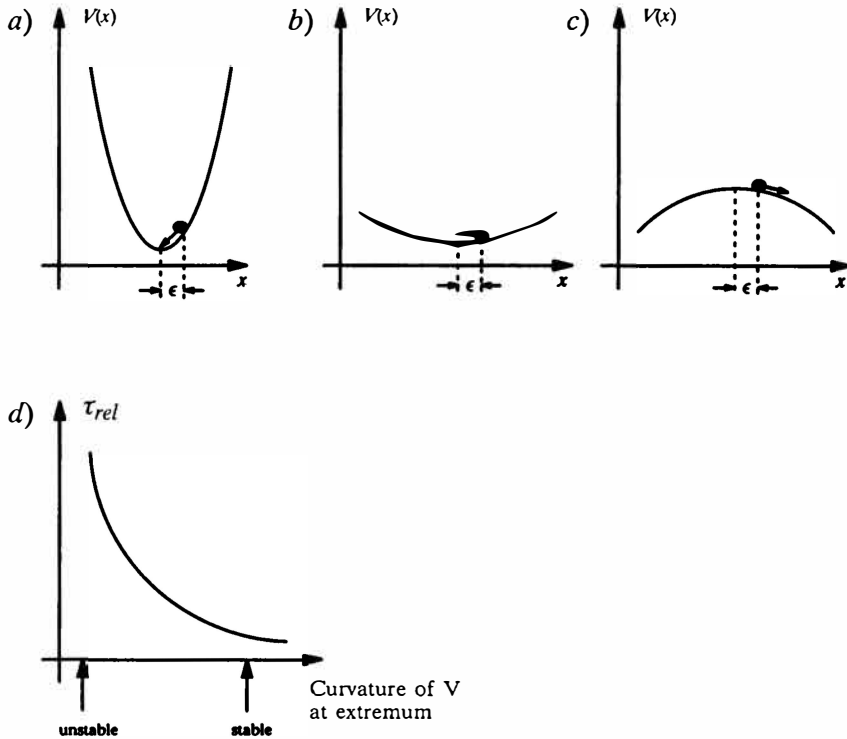 a) V(x)
b) V(x)
c) V(x)
x
x
x
ϵ
ϵ
ϵ
d) τrel
Curvature of V
at extremum
unstable
stable